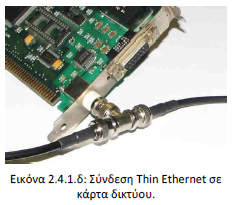 Εικόνα 2.4.1.δ: Σύνδεση Thin Ethernet σε
κάρτα δικτύου.